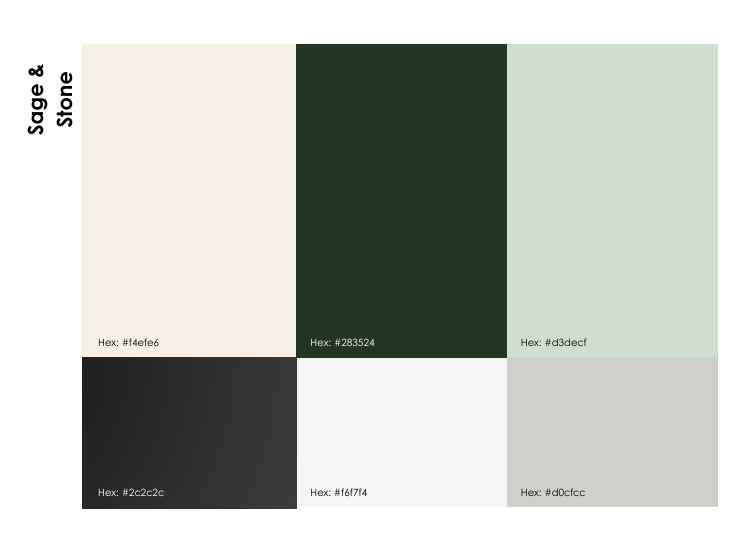 Sage &
Stone
Hex: #f4efe6
Hex: #283524
Hex: #d3decf
Hex: #2c2c2c
Hex: #f6f7f4
Hex: #d0cfcc